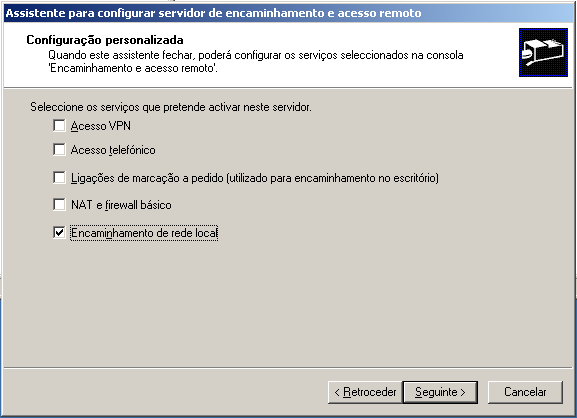 Assistente para configurar servidor de encaminhamento e acesso remoto
Configuração personalizada
Quando este assistente fechar, poderá configurar os serviços seleccionados na consola
'Encaminhamento e acesso remoto'.
Seleccione os serviços que pretende activar neste servidor.
Acesso VPN
Acesso telefónico
Ligações de marcação a pedido (utilizado para encaminhamento no escritório)
NAT e firewall básico
Encaminhamento de rede local
< Retroceder
Seguinte >
Cancelar